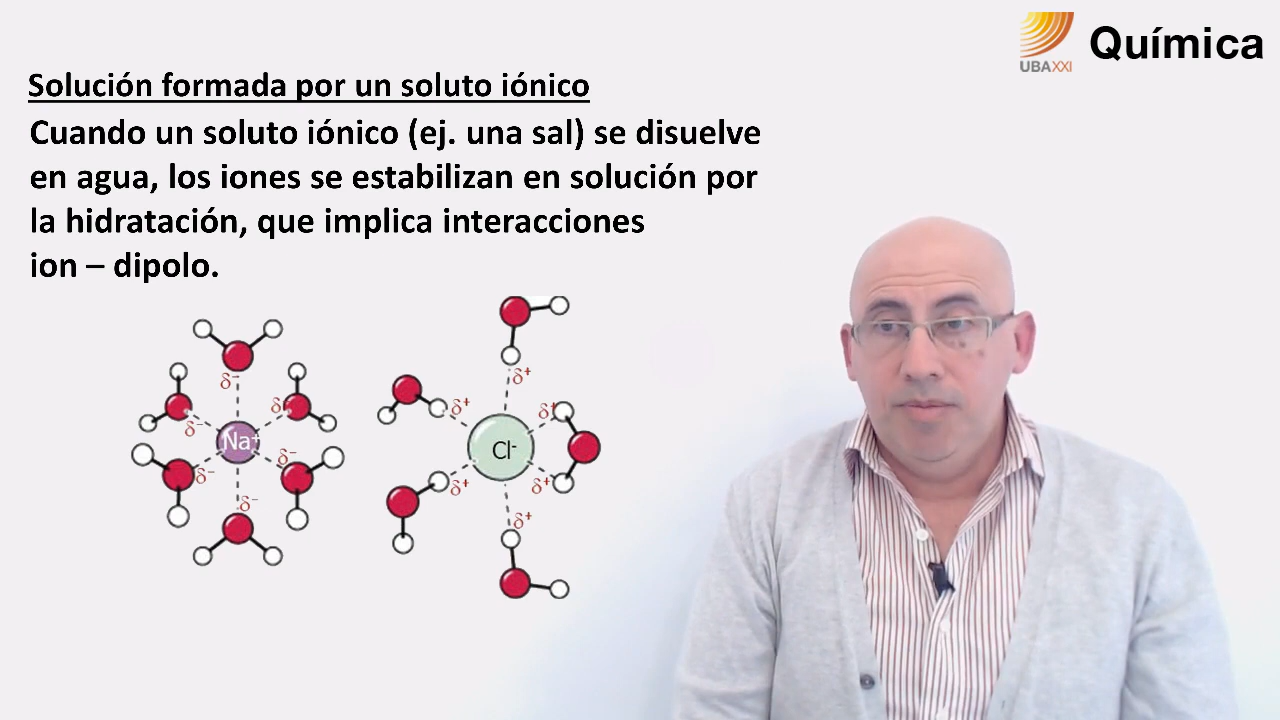 UBAXXI
Química
Solución formada por un soluto iónico
Cuando un soluto iónico (ej. una sal) se disuelve
en agua, los iones se estabilizan en solución por
la hidratación, que implica interacciones
ion – dipolo.
δ⁻
δ⁻
δ⁻
Na⁺
δ⁻
δ⁻
δ⁻
δ⁺
δ⁺
δ⁺
Cl⁻
δ⁺
δ⁺
δ⁺